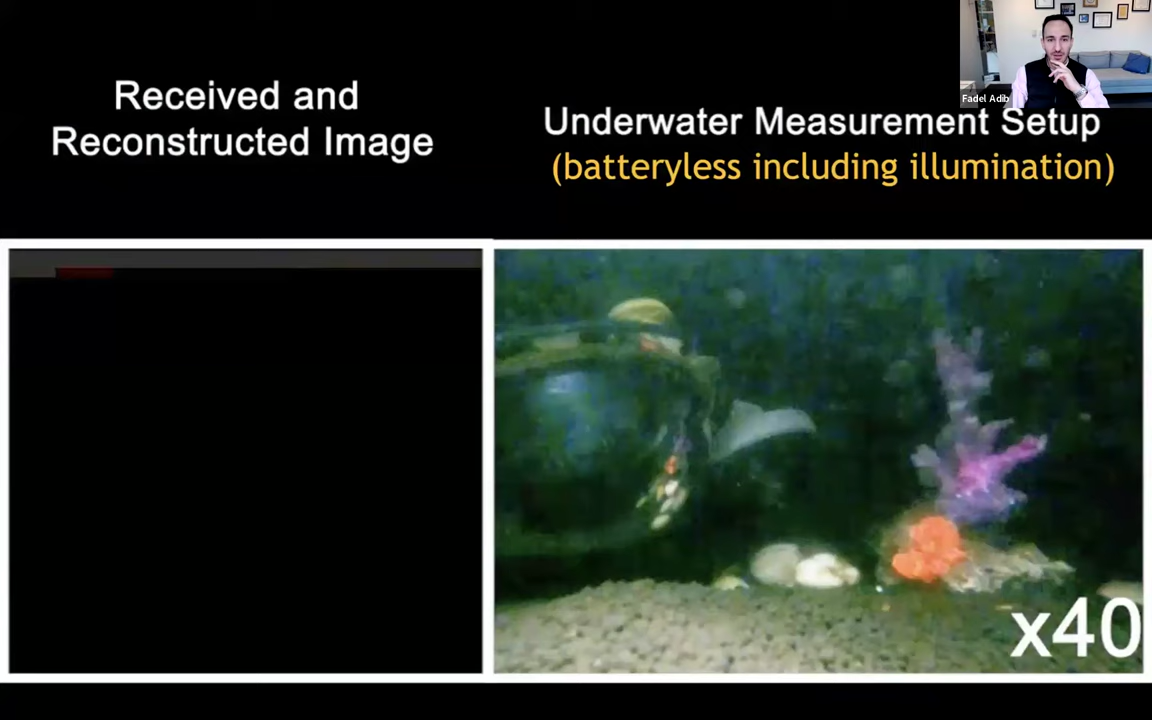 Received and
Reconstructed Image
Underwater Measurement Setup
(batteryless including illumination)
Fadel Adib
x40